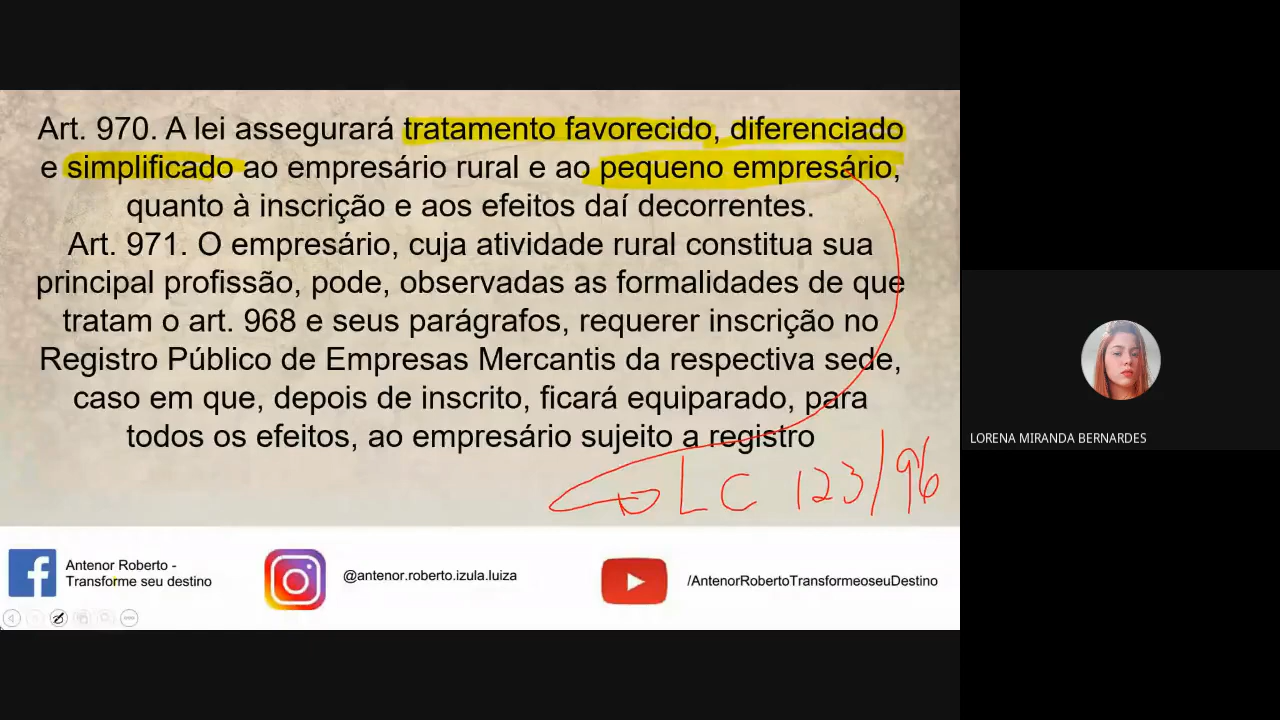 Art. 970. A lei assegurará tratamento favorecido, diferenciado
e simplificado ao empresário rural e ao pequeno empresário,
quanto à inscrição e aos efeitos daí decorrentes.
Art. 971. O empresário, cuja atividade rural constitua sua
principal profissão, pode, observadas as formalidades de que
tratam o art. 968 e seus parágrafos, requerer inscrição no
Registro Público de Empresas Mercantis da respectiva sede,
caso em que, depois de inscrito, ficará equiparado, para
todos os efeitos, ao empresário sujeito a registro
LC 123/96
Antenor Roberto -
Transforme seu destino
@antenor.roberto.izula.luiza
/AntenorRobertoTransformeoseuDestino
LORENA MIRANDA BERNARDES